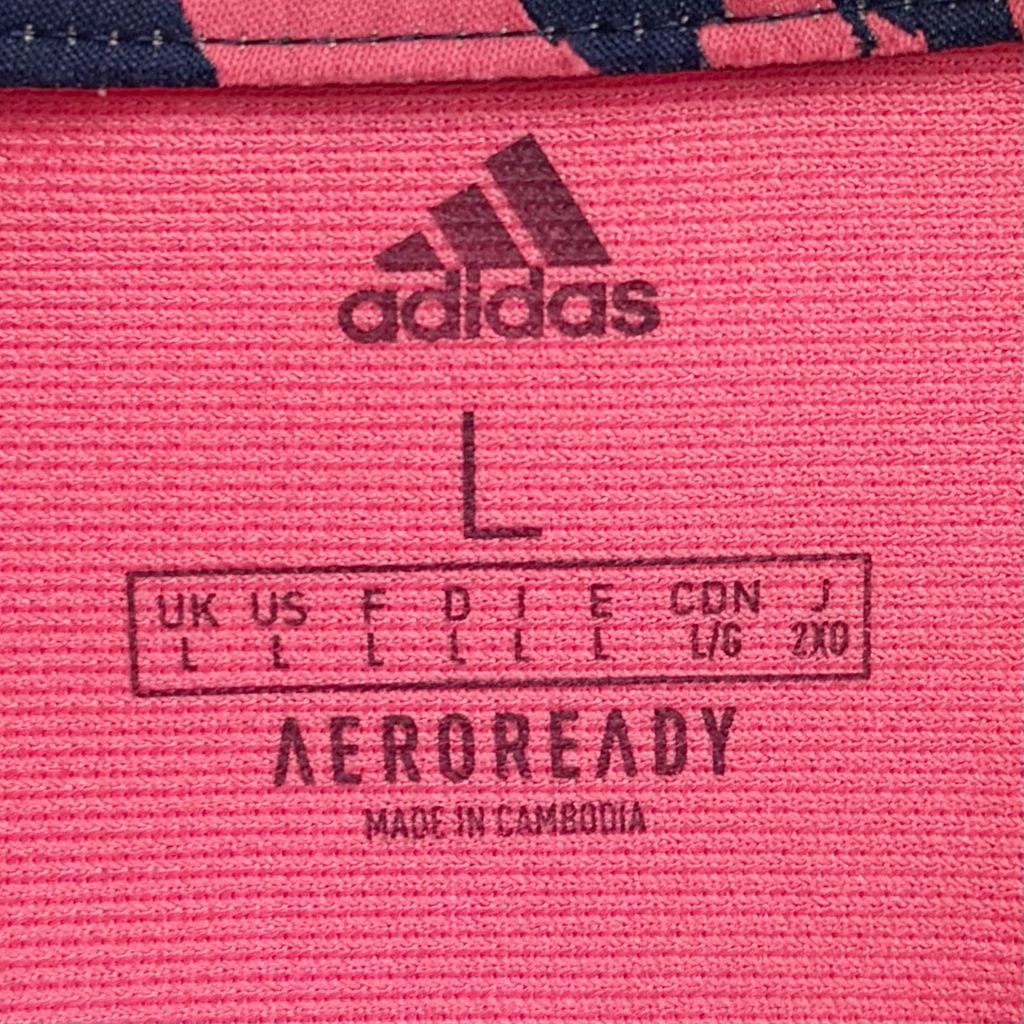 adidas
L
UK US F D I E CDN J
L L L L L L L/G 2XO
AEROREADY
MADE IN CAMBODIA